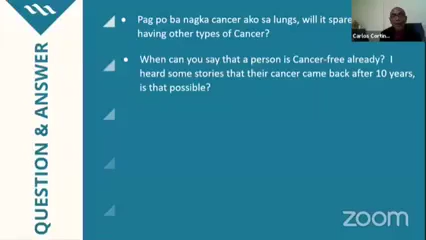 QUESTION & ANSWER
Pag po ba nagka cancer ako sa lungs, will it spare
having other types of Cancer?
When can you say that a person is Cancer-free already? I
heard some stories that their cancer came back after 10 years,
is that possible?
Carlos
zoom